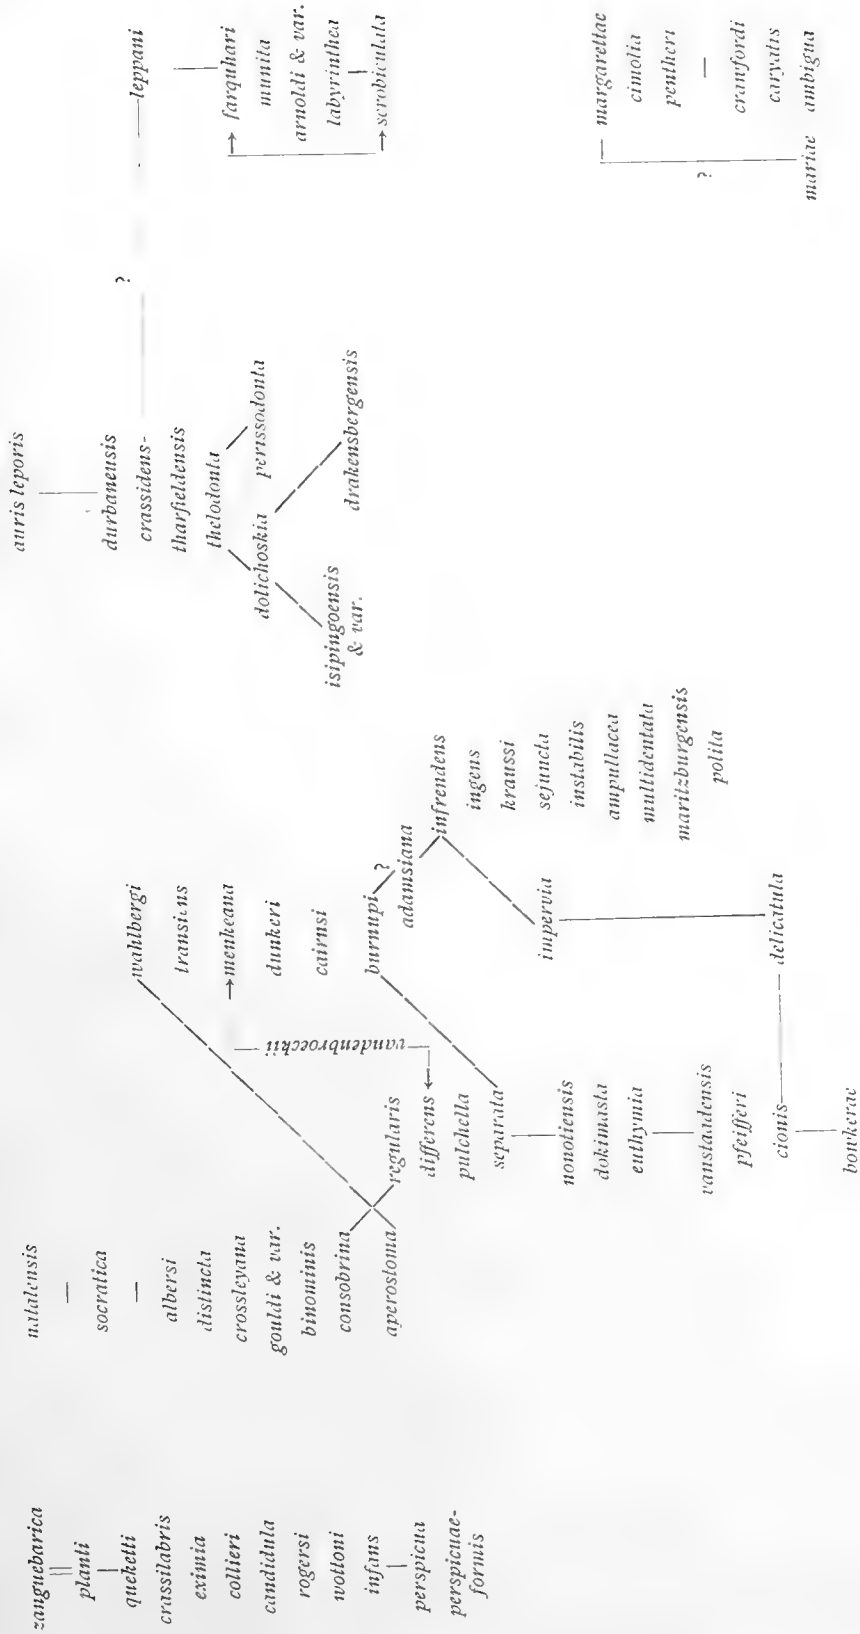 zanguebarica
planti
queketti
crassilabris
eximia
collieri
candidula
rogersi
wottoni
infans
perspicua
perspicuae-
formis
natalensis
socratica
albersi
distincta
crossleyana
gouldi & var.
binominis
consobrina
aperostoma
regularis
differens
pulchella
separata
nonotiensis
dokimasta
euthymia
vanstaadensis
pfeifferi
cionis
bowkerae
vandenbroeckii
wahlbergi
transiens
menkeana
dunkeri
cairnsi
burnupi
?
adamsiana
infrendens
ingens
kraussi
sejuncta
instabilis
ampullacea
multidentata
maritzburgensis
polita
impervia
delicatula
auris leporis
durbanensis
crassidens-
tharfieldensis
thelodonta
dolichoskia
perissodonta
isipingoensis
& var.
drakensbergensis
?
leppani
farquhari
munita
arnoldi & var.
labyrinthea
scrobiculata
margarettae
cimolia
pentheri
crawfordi
caryatis
ambigua
?
mariae